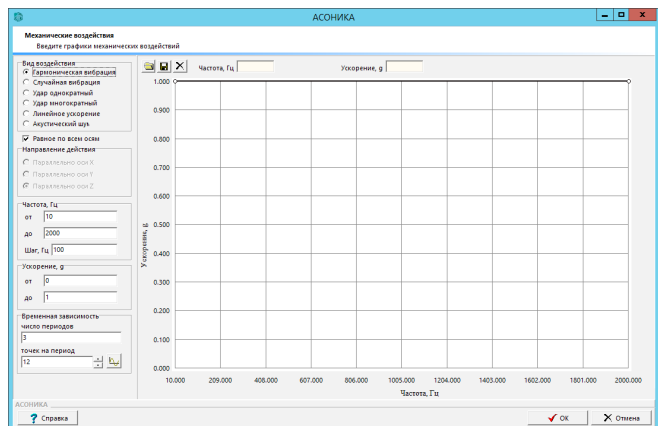 АСОНИКА
Механические воздействия
Введите графики механических воздействий
Вид воздействия
Гармоническая вибрация
Случайная вибрация
Удар однократный
Удар многократный
Линейное ускорение
Акустический шум
Равное по всем осям
Направление действия
Параллельно оси X
Параллельно оси Y
Параллельно оси Z
Частота, Гц
от 10
до 2000
Шаг, Гц 100
Ускорение, g
от 0
до 1
Временная зависимость
число периодов
3
точек на период
12
Частота, Гц Ускорение, g
1.000
0.900
0.800
0.700
0.600
0.500
0.400
0.300
0.200
0.100
0.000
Ускорение, g
10.000 209.000 408.000 607.000 806.000 1005.000 1204.000 1403.000 1602.000 1801.000 2000.000
Частота, Гц
АСОНИКА
Справка OK Отмена